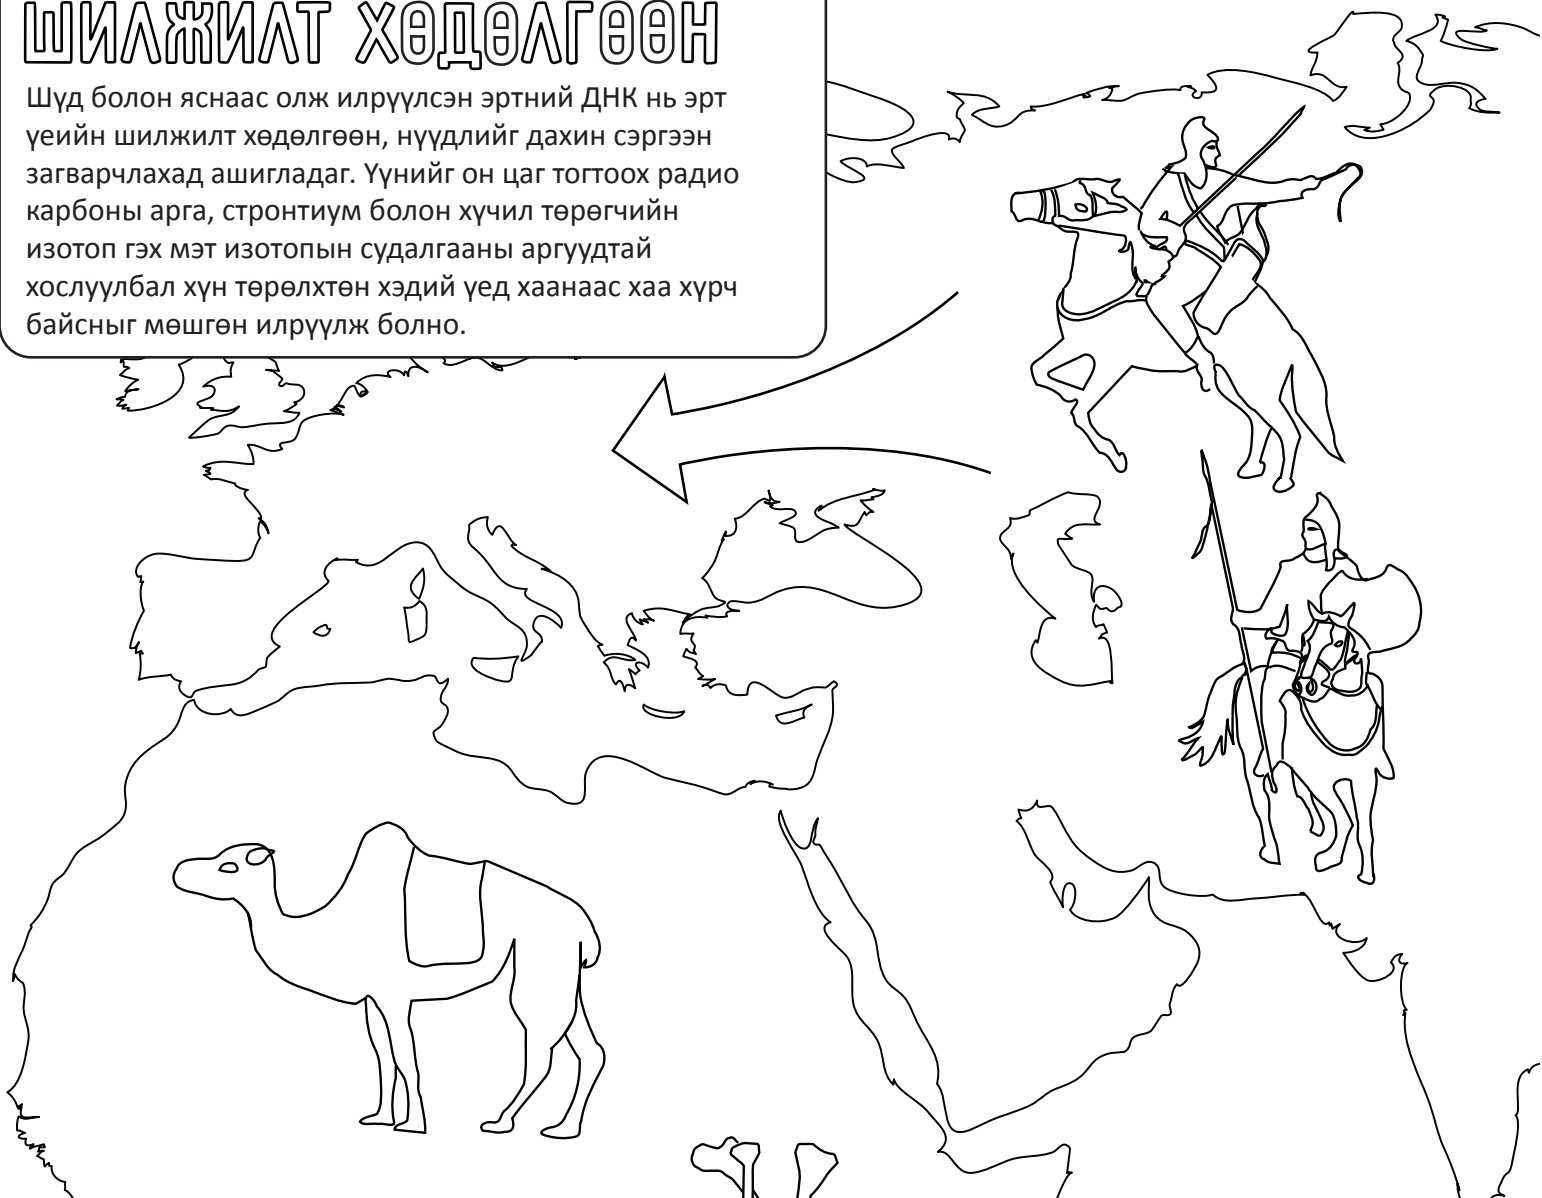 ШИЛЖИЛТ ХӨДӨЛГӨӨН
Шүд болон яснаас олж илрүүлсэн эртний ДНК нь эрт
үеийн шилжилт хөдөлгөөн, нүүдлийг дахин сэргээн
загварчлахад ашигладаг. Үүнийг он цаг тогтоох радио
карбоны арга, стронтиум болон хүчил төрөгчийн
изотоп гэх мэт изотопын судалгааны аргуудтай
хослуулбал хүн төрөлхтөн хэдий үед хаанаас хаа хүрч
байсныг мөшгөн илрүүлж болно.